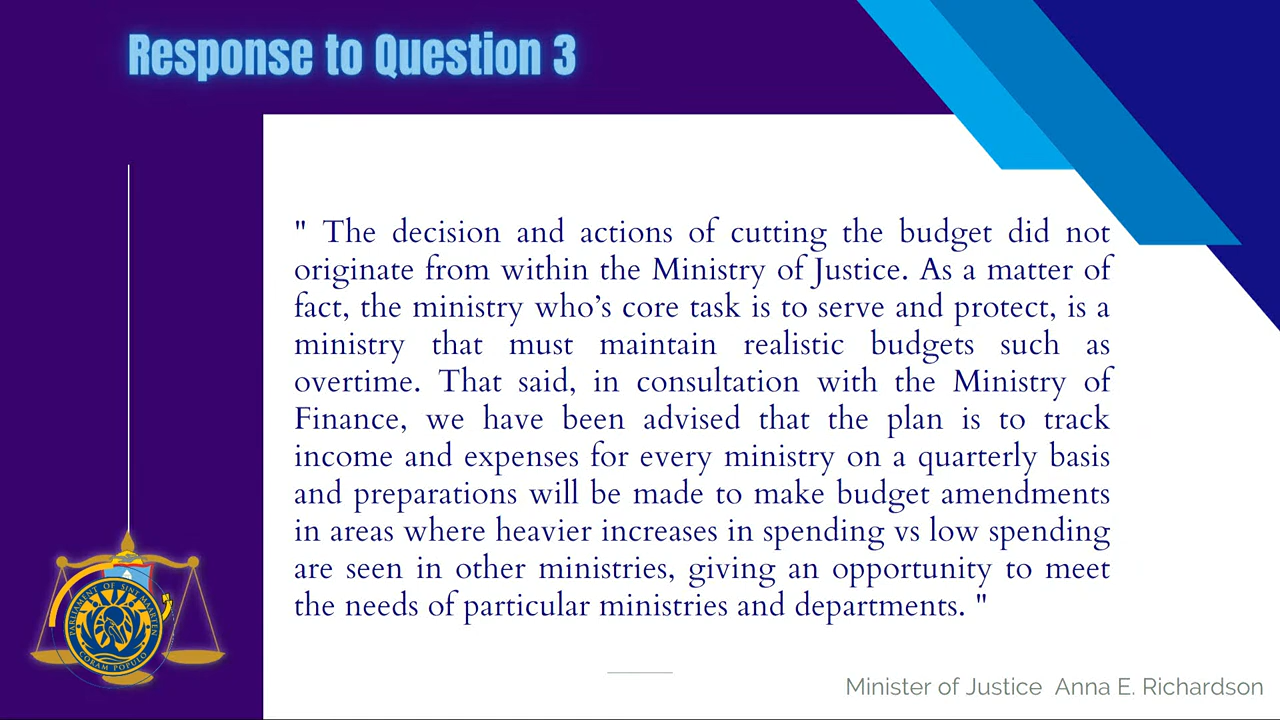 Response to Question 3
" The decision and actions of cutting the budget did not
originate from within the Ministry of Justice. As a matter of
fact, the ministry who’s core task is to serve and protect, is a
ministry that must maintain realistic budgets such as
overtime. That said, in consultation with the Ministry of
Finance, we have been advised that the plan is to track
income and expenses for every ministry on a quarterly basis
and preparations will be made to make budget amendments
in areas where heavier increases in spending vs low spending
are seen in other ministries, giving an opportunity to meet
the needs of particular ministries and departments. "
PARLIAMENT OF SINT MAARTEN
CORAM POPULO
Minister of Justice Anna E. Richardson